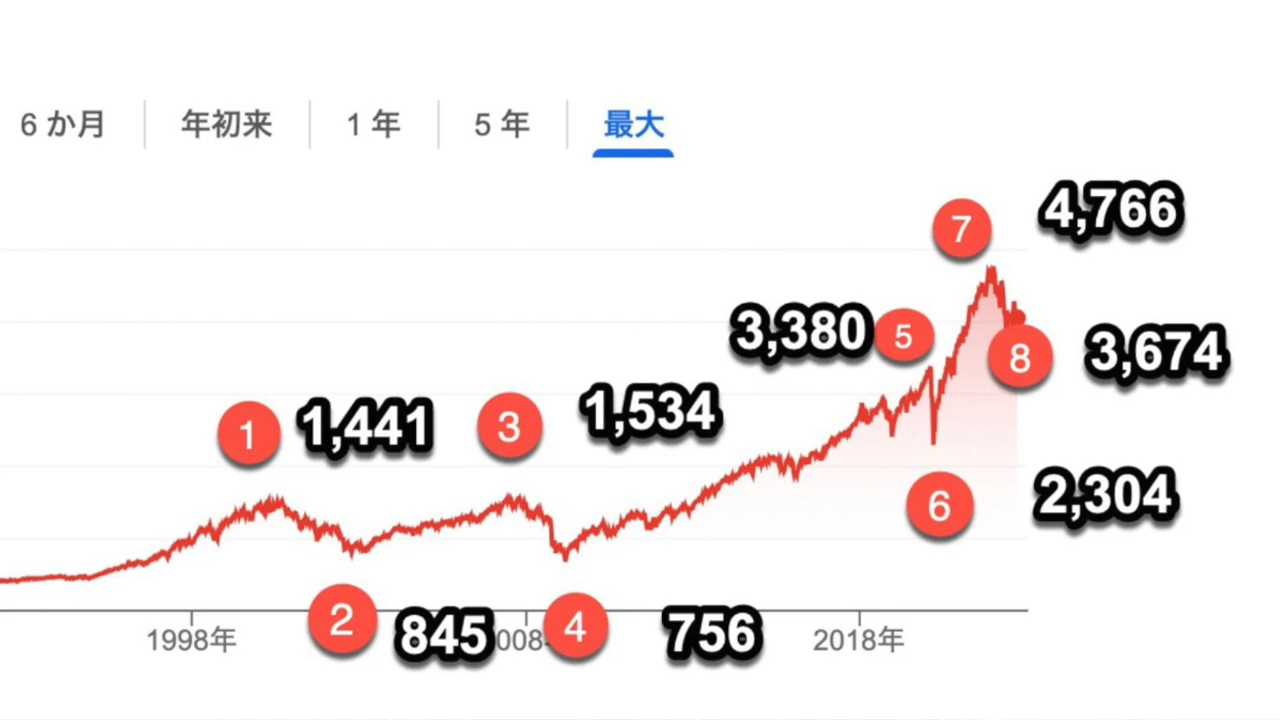 6 か月 年初来 1 年 5 年 最大
7 4,766
3,380 5
8 3,674
1 1,441 3 1,534
6 2,304
2 845 4 756
1998年 008 2018年